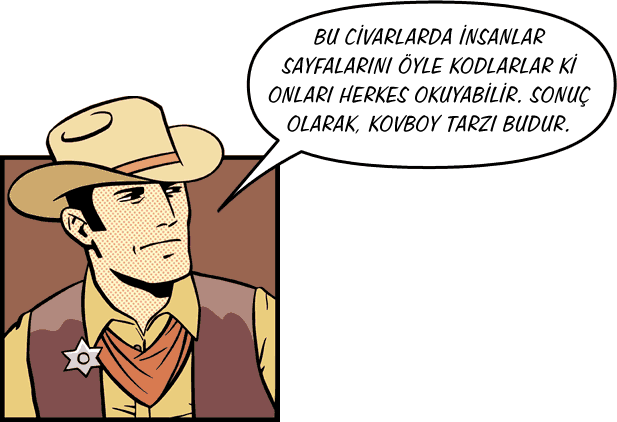 BU CİVARLARDA İNSANLAR
SAYFALARINI ÖYLE KODLARLAR Kİ
ONLARI HERKES OKUYABİLİR. SONUÇ
OLARAK, KOVBOY TARZI BUDUR.